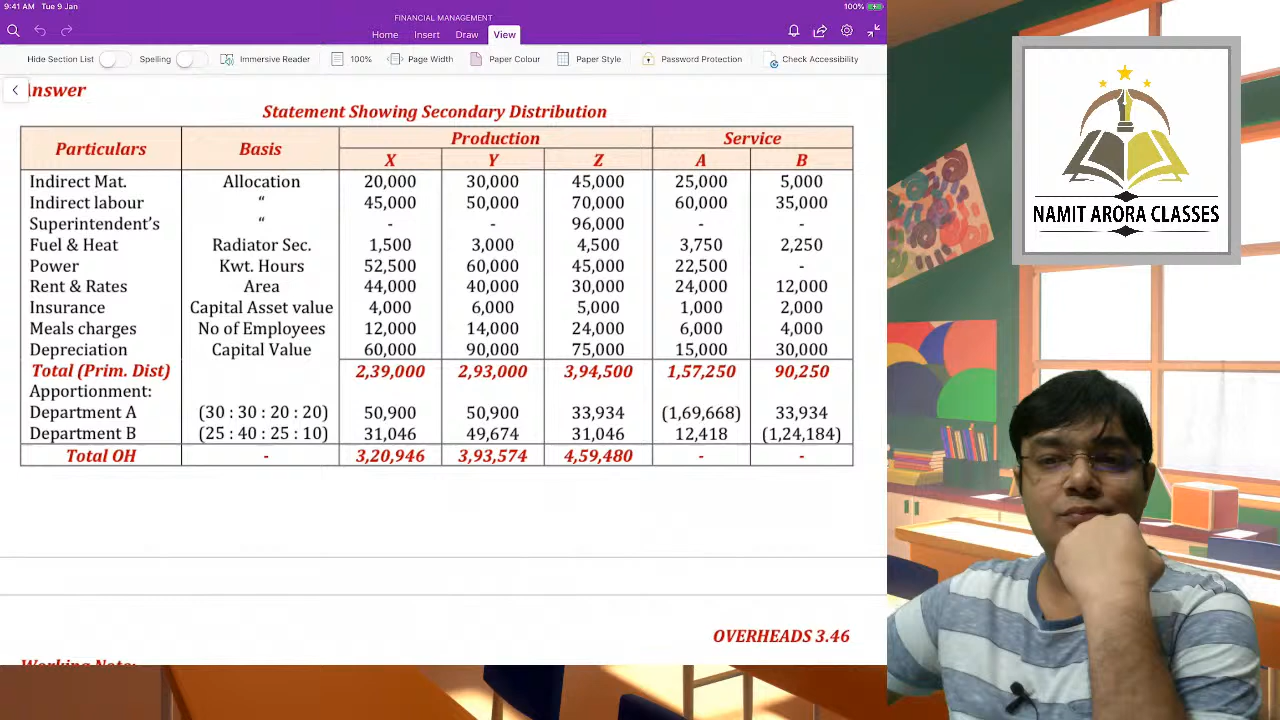 9:41 AM Tue 9 Jan
100%
FINANCIAL MANAGEMENT
Home Insert Draw View
Hide Section List Spelling Immersive Reader 100% Page Width Paper Colour Paper Style Password Protection Check Accessibility
nswer
Statement Showing Secondary Distribution
Particulars Basis Production Service
X Y Z A B
Indirect Mat. Allocation 20,000 30,000 45,000 25,000 5,000
Indirect labour “ 45,000 50,000 70,000 60,000 35,000
Superintendent’s “ - - 96,000 - -
Fuel & Heat Radiator Sec. 1,500 3,000 4,500 3,750 2,250
Power Kwt. Hours 52,500 60,000 45,000 22,500 -
Rent & Rates Area 44,000 40,000 30,000 24,000 12,000
Insurance Capital Asset value 4,000 6,000 5,000 1,000 2,000
Meals charges No of Employees 12,000 14,000 24,000 6,000 4,000
Depreciation Capital Value 60,000 90,000 75,000 15,000 30,000
Total (Prim. Dist) 2,39,000 2,93,000 3,94,500 1,57,250 90,250
Apportionment:
Department A (30 : 30 : 20 : 20) 50,900 50,900 33,934 (1,69,668) 33,934
Department B (25 : 40 : 25 : 10) 31,046 49,674 31,046 12,418 (1,24,184)
Total OH - 3,20,946 3,93,574 4,59,480 - -
OVERHEADS 3.46
Working Note:
NAMIT ARORA CLASSES